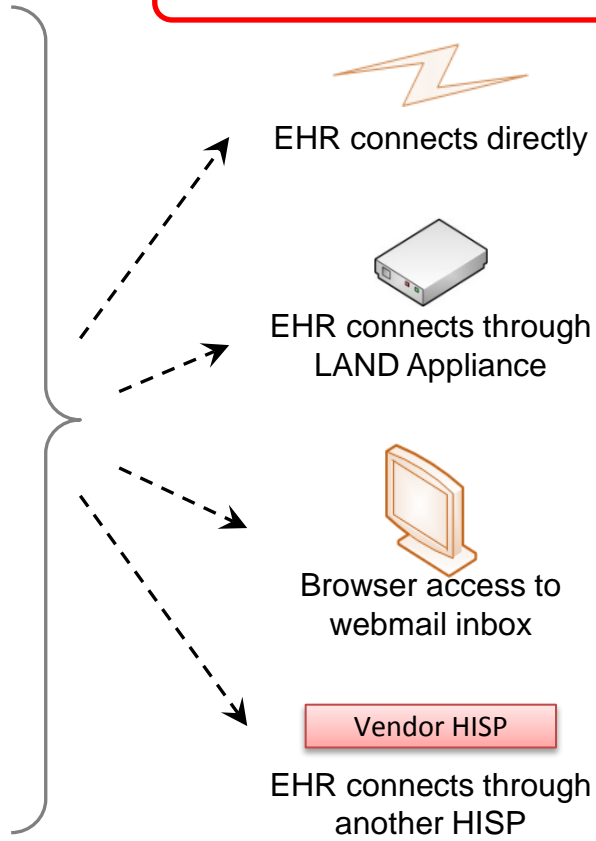 EHR connects directly
EHR connects through
LAND Appliance
Browser access to
webmail inbox
Vendor HISP
EHR connects through
another HISP